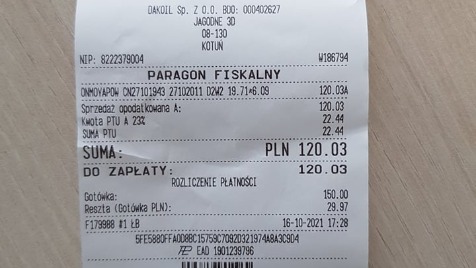 DAKOIL Sp. Z O.O. BDO: 000402627
JAGODNE 3D
08-130
KOTUŃ
NIP: 8222379004 W186794
PARAGON FISKALNY
ONMOYAPOW CN27101943 27102011 D2W2 19.71*6.09 120.03A
Sprzedaż opodatkowana A: 120.03
Kwota PTU A 23% 22.44
SUMA PTU 22.44
SUMA: PLN 120.03
DO ZAPŁATY: 120.03
ROZLICZENIE PŁATNOŚCI
Gotówka: 150.00
Reszta (Gotówka PLN): 29.97
F179988 #1 ŁB 16-10-2021 17:28
EAD 1901239796